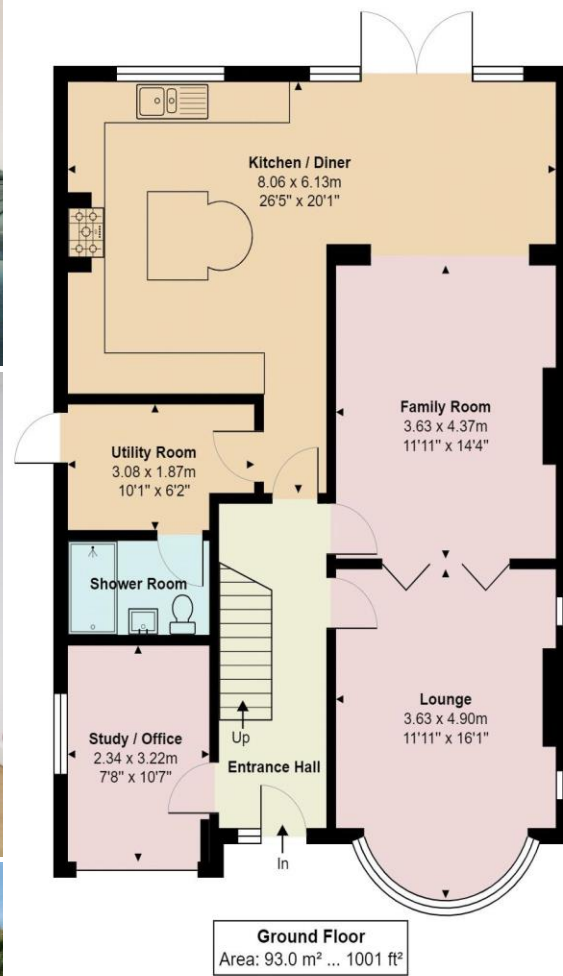 Kitchen / Diner
8.06 x 6.13m
26'5" x 20'1"
Family Room
3.63 x 4.37m
11'11" x 14'4"
Utility Room
3.08 x 1.87m
10'1" x 6'2"
Shower Room
Lounge
3.63 x 4.90m
11'11" x 16'1"
Study / Office
2.34 x 3.22m
7'8" x 10'7"
Up
Entrance Hall
In
Ground Floor
Area: 93.0 m² ... 1001 ft²